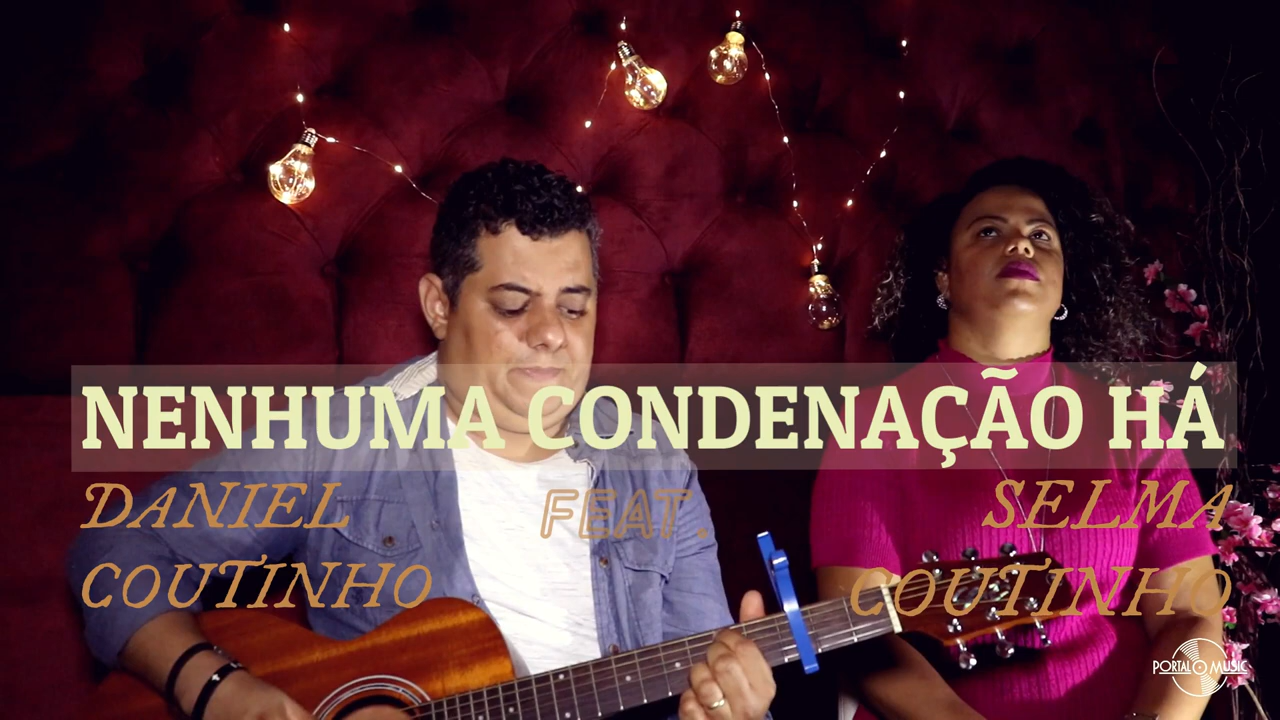 NENHUMA CONDENAÇÃO HÁ
DANIEL FEAT. SELMA
COUTINHO COUTINHO
PORTAL MUSIC